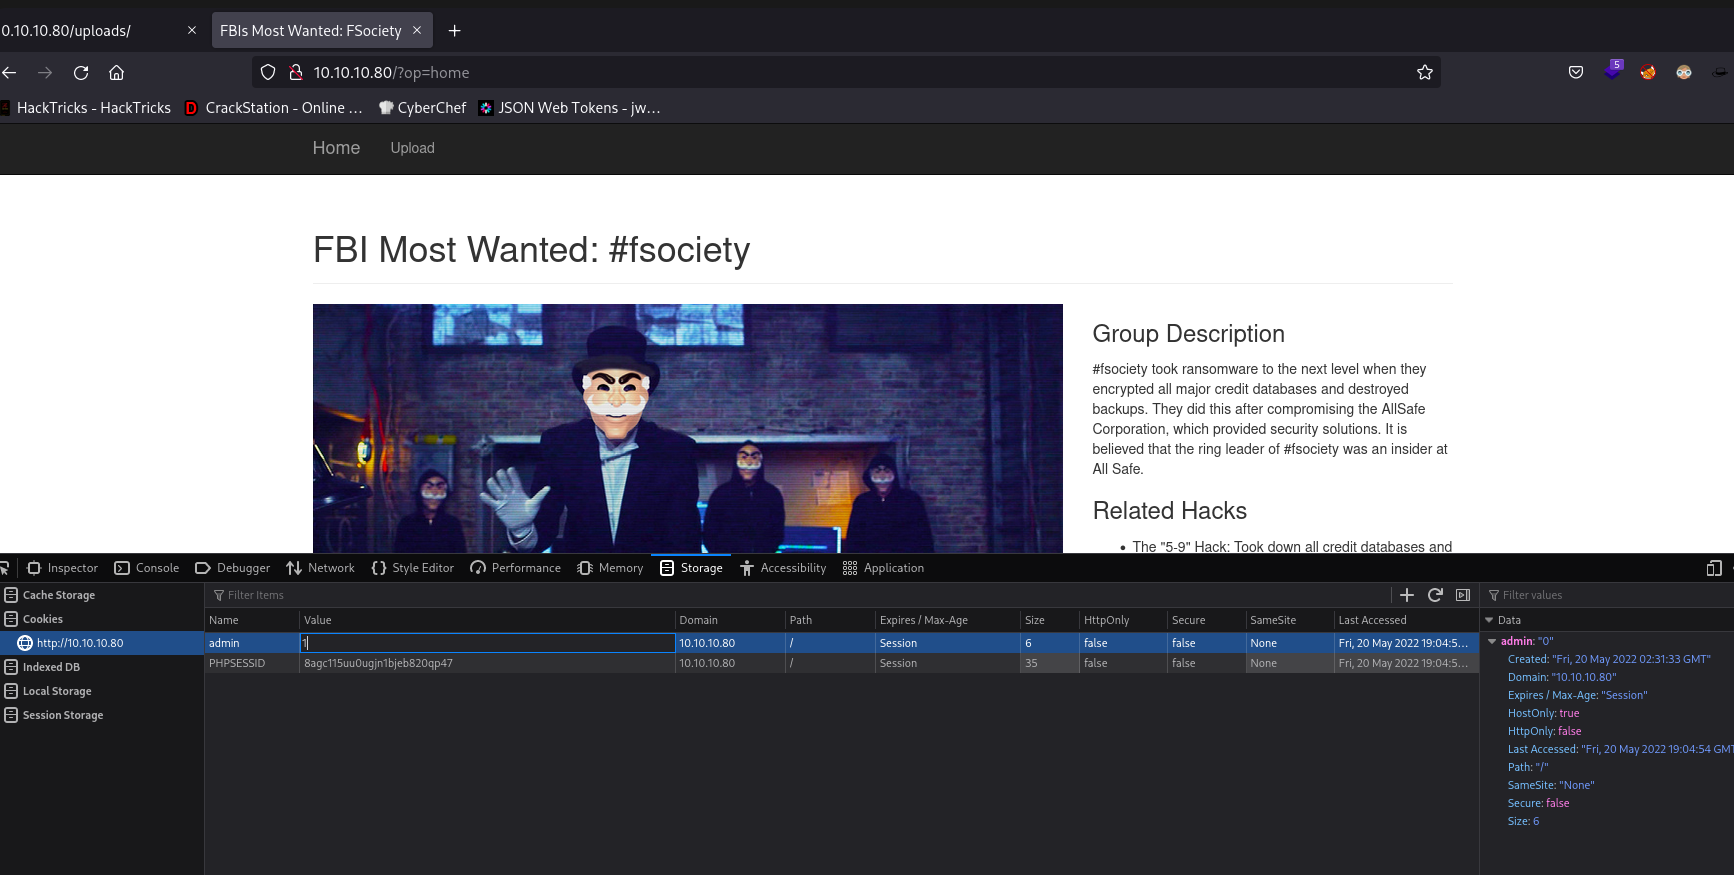 0.10.10.80/uploads/
FBIs Most Wanted: FSociety
10.10.10.80/?op=home
5
HackTricks - HackTricks
CrackStation - Online …
CyberChef
JSON Web Tokens - jw…
Home Upload
FBI Most Wanted: #fsociety
Group Description
#fsociety took ransomware to the next level when they
encrypted all major credit databases and destroyed
backups. They did this after compromising the AllSafe
Corporation, which provided security solutions. It is
believed that the ring leader of #fsociety was an insider at
All Safe.
Related Hacks
• The "5-9" Hack: Took down all credit databases and
Inspector Console Debugger Network Style Editor Performance Memory Storage Accessibility Application
Cache Storage
Cookies
http://10.10.10.80
Indexed DB
Local Storage
Session Storage
Filter Items
Name Value Domain Path Expires / Max-Age Size HttpOnly Secure SameSite Last Accessed
admin 1 10.10.10.80 / Session 6 false false None Fri, 20 May 2022 19:04:5…
PHPSESSID 8agc115uu0ugjn1bjeb820qp47 10.10.10.80 / Session 35 false false None Fri, 20 May 2022 19:04:5…
Filter values
Data
admin: "0"
Created: "Fri, 20 May 2022 02:31:33 GMT"
Domain: "10.10.10.80"
Expires / Max-Age: "Session"
HostOnly: true
HttpOnly: false
Last Accessed: "Fri, 20 May 2022 19:04:54 GMT
Path: "/"
SameSite: "None"
Secure: false
Size: 6